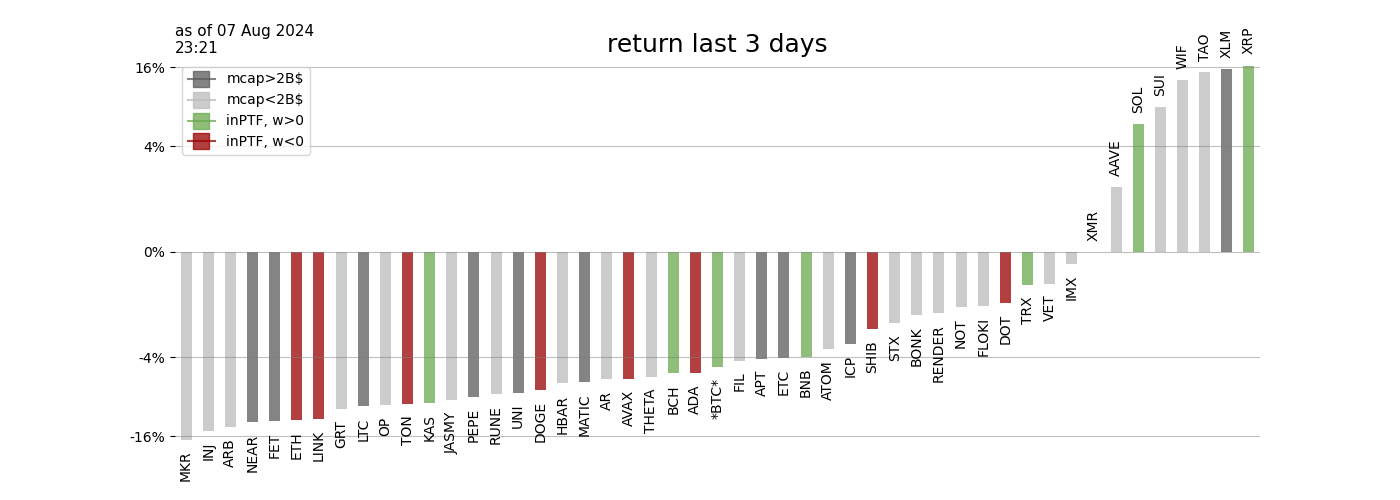 as of 07 Aug 2024
23:21
return last 3 days
16%
4%
0%
-4%
-16%
mcap>2B$
mcap<2B$
inPTF, w>0
inPTF, w<0
MKR
INJ
ARB
NEAR
FET
ETH
LINK
GRT
LTC
OP
TON
KAS
JASMY
PEPE
RUNE
UNI
DOGE
HBAR
MATIC
AR
AVAX
THETA
BCH
ADA
*BTC*
FIL
APT
ETC
BNB
ATOM
ICP
SHIB
STX
BONK
RENDER
NOT
FLOKI
DOT
TRX
VET
IMX
XMR
AAVE
SOL
SUI
WIF
TAO
XLM
XRP